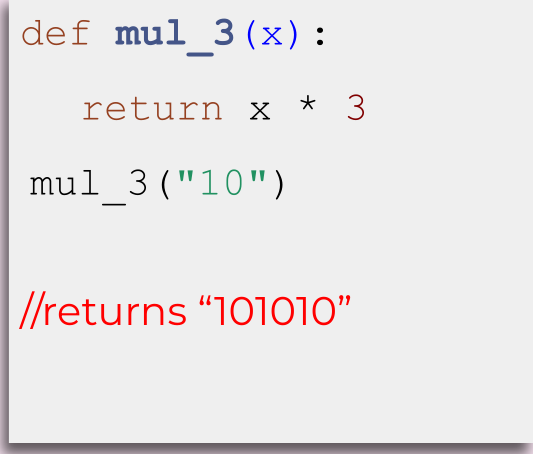 def mul_3(x):
return x * 3
mul_3("10")
//returns “101010”